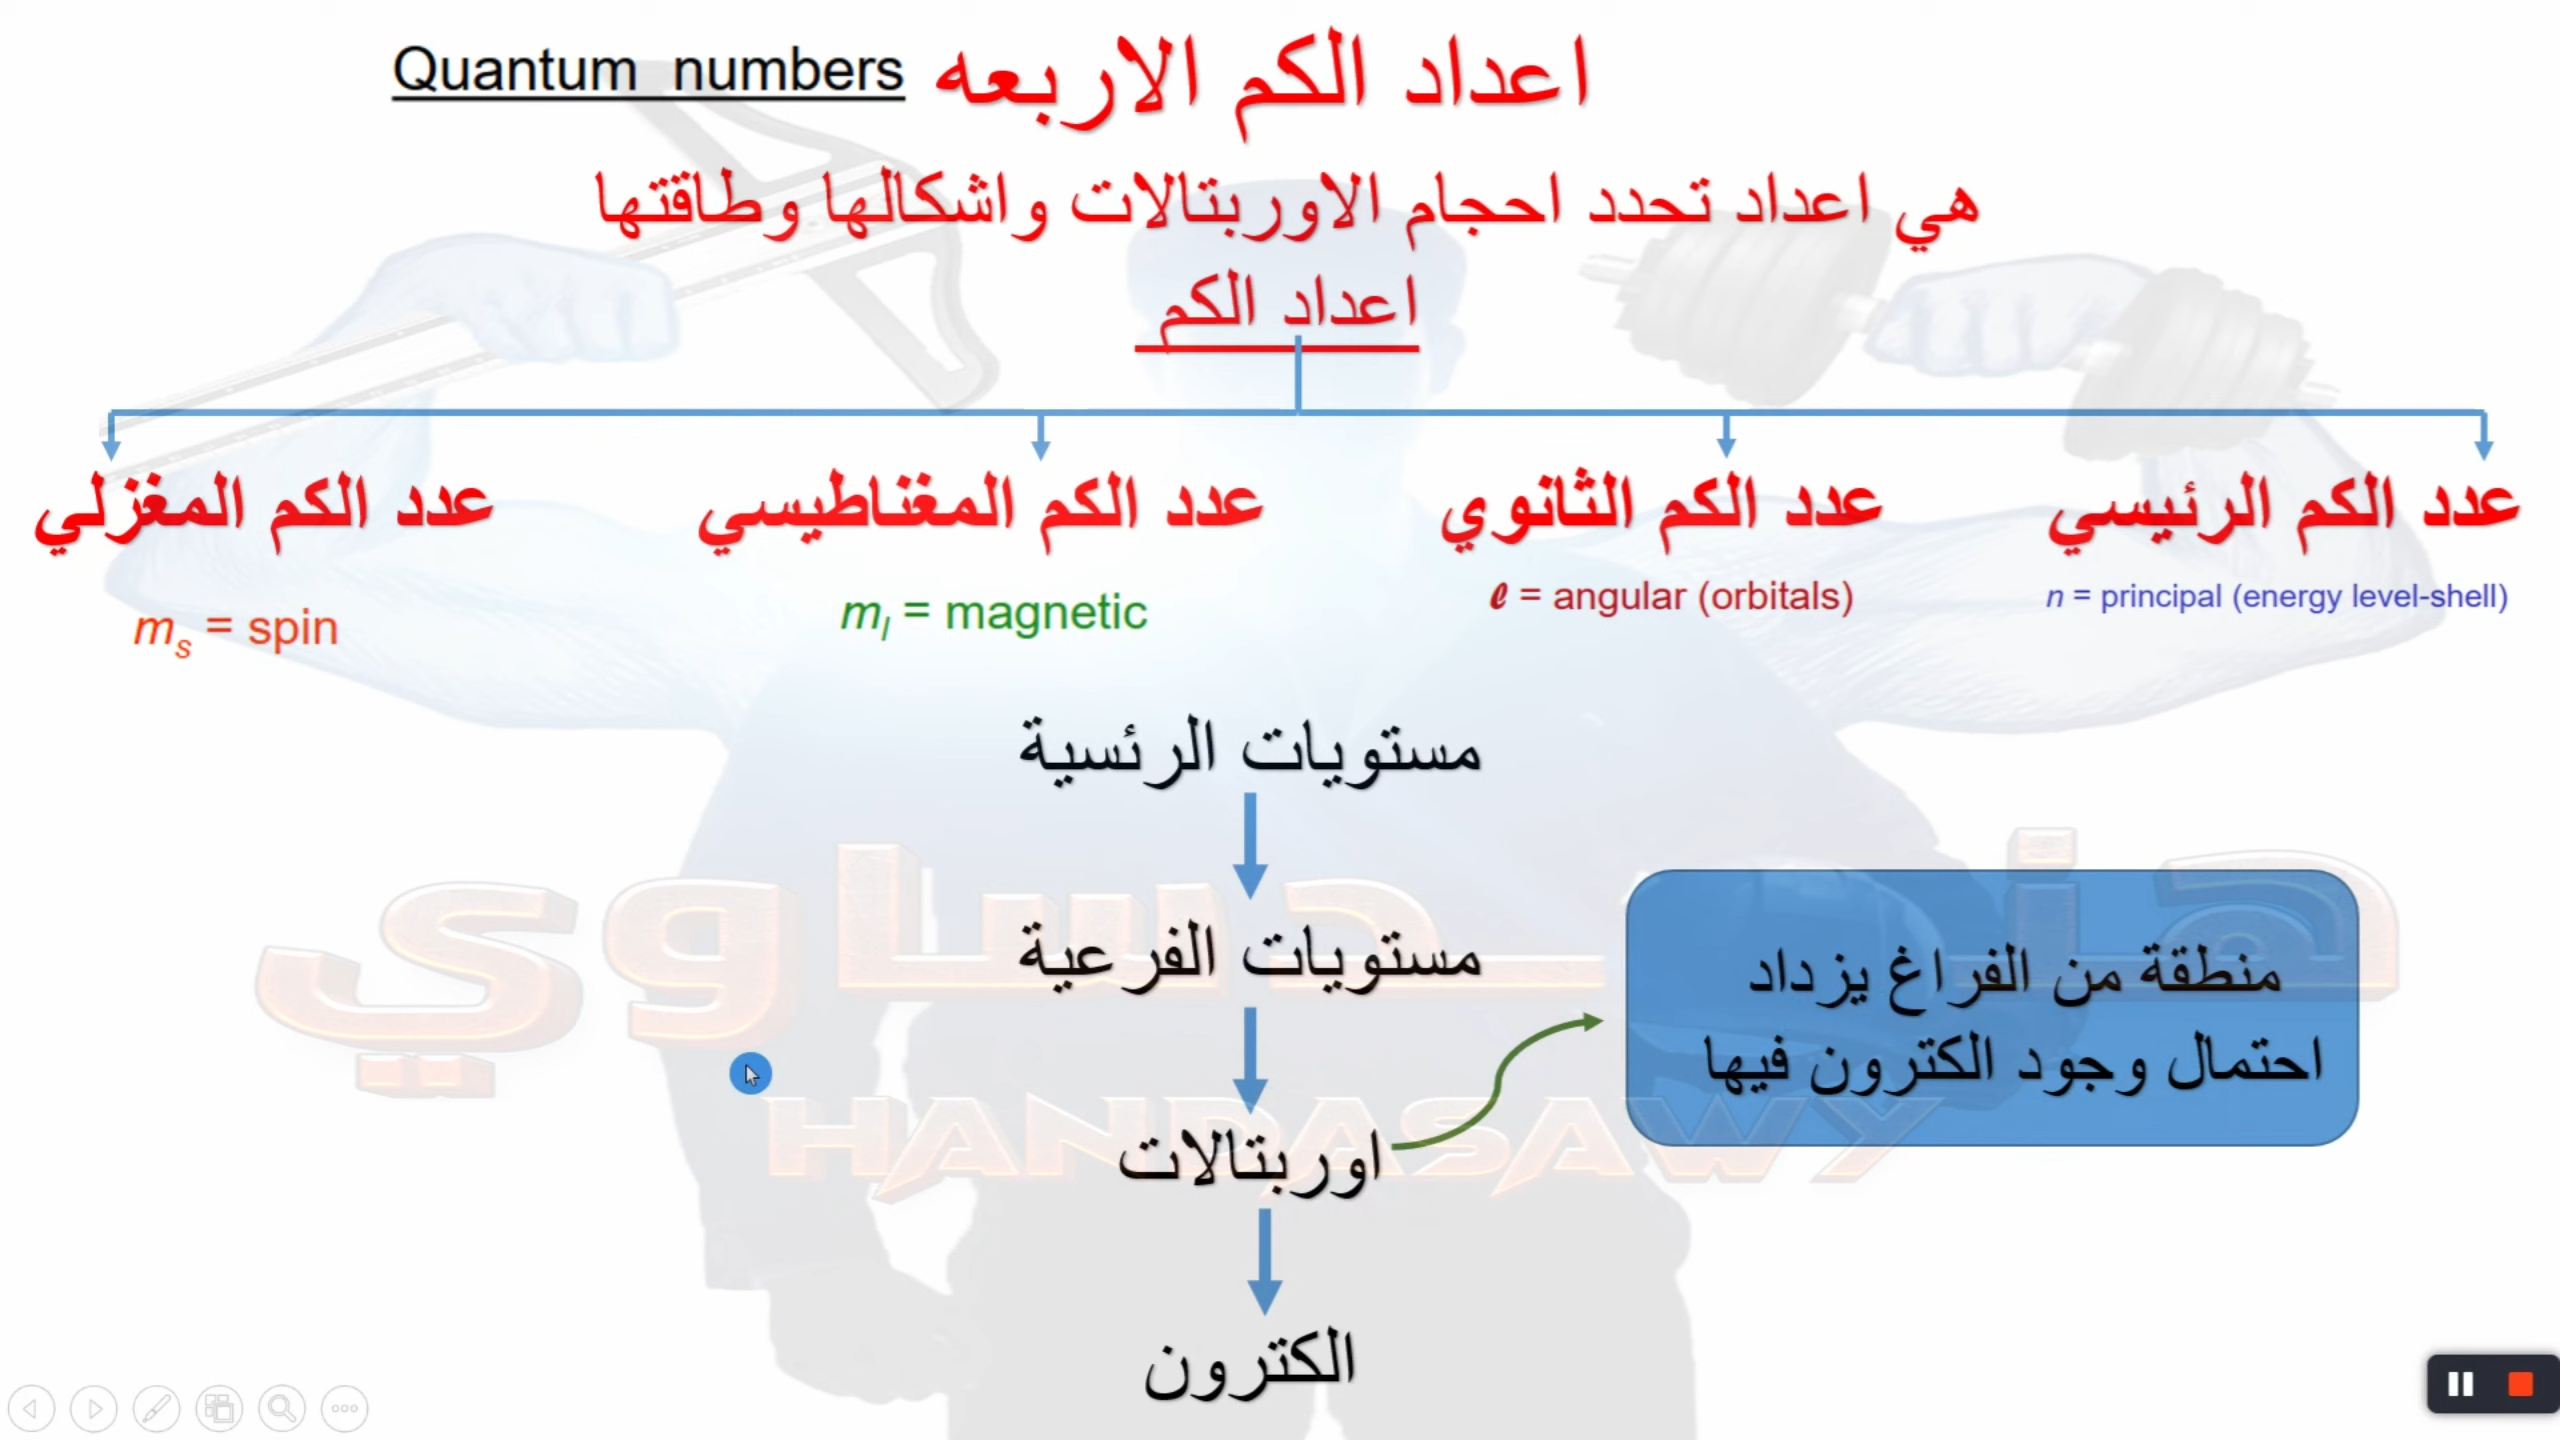 اعداد الكم الاربعه Quantum numbers
هي اعداد تحدد احجام الاوربتالات واشكالها وطاقتها
اعداد الكم
عدد الكم الرئيسي
n = principal (energy level-shell)
عدد الكم الثانوي
ℓ = angular (orbitals)
عدد الكم المغناطيسي
mₗ = magnetic
عدد الكم المغزلي
mₛ = spin
مستويات الرئسية
مستويات الفرعية
اوربتالات
الكترون
منطقة من الفراغ يزداد
احتمال وجود الكترون فيها
هندساوي
HANDASAWY